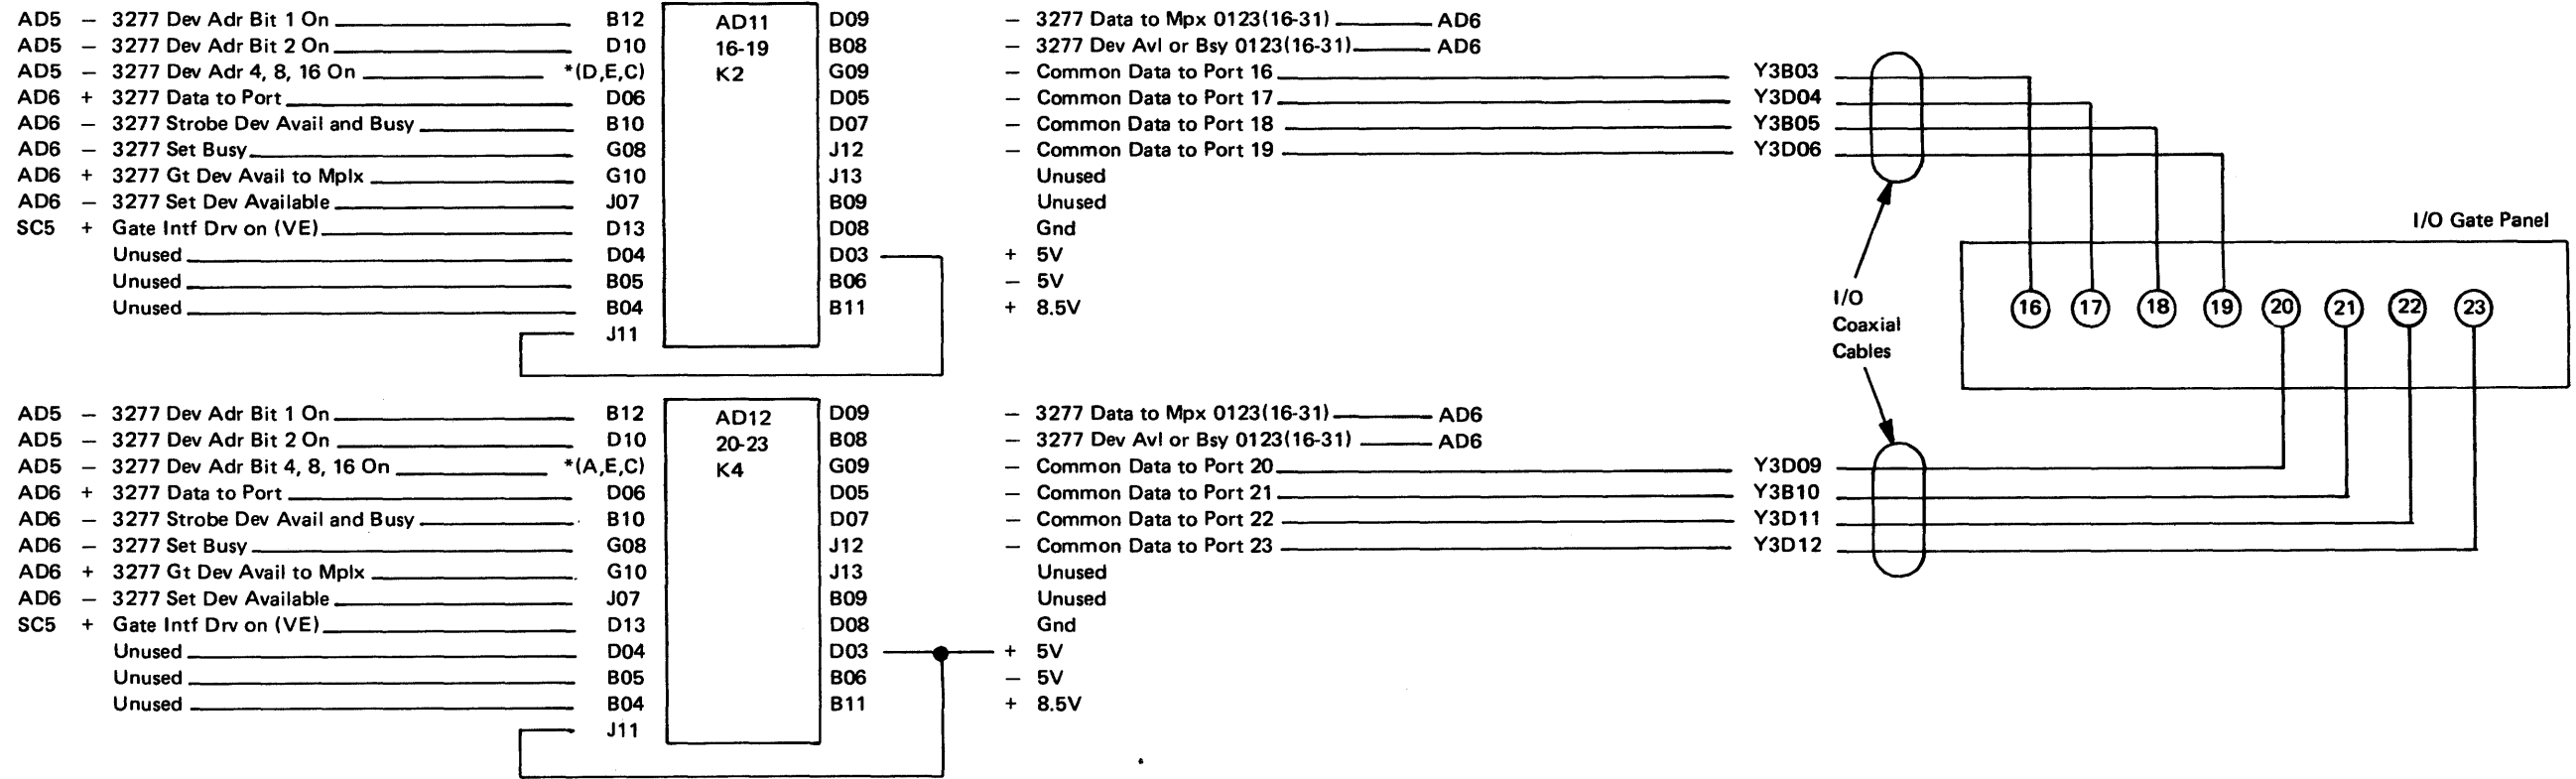 AD5 – 3277 Dev Adr Bit 1 On B12 AD11 D09 – 3277 Data to Mpx 0123(16-31) AD6
AD5 – 3277 Dev Adr Bit 2 On D10 16-19 B08 – 3277 Dev Avl or Bsy 0123(16-31) AD6
AD5 – 3277 Dev Adr 4, 8, 16 On *(D,E,C) K2 G09 – Common Data to Port 16 Y3B03
AD6 + 3277 Data to Port D06 D05 – Common Data to Port 17 Y3D04
AD6 – 3277 Strobe Dev Avail and Busy B10 D07 – Common Data to Port 18 Y3B05
AD6 – 3277 Set Busy G08 J12 – Common Data to Port 19 Y3D06
AD6 + 3277 Gt Dev Avail to Mplx G10 J13 Unused
AD6 – 3277 Set Dev Available J07 B09 Unused
SC5 + Gate Intf Drv on (VE) D13 D08 Gnd
Unused D04 D03 + 5V
Unused B05 B06 – 5V
Unused B04 B11 + 8.5V
J11
I/O Gate Panel
16 17 18 19 20 21 22 23
I/O
Coaxial
Cables
AD5 – 3277 Dev Adr Bit 1 On B12 AD12 D09 – 3277 Data to Mpx 0123(16-31) AD6
AD5 – 3277 Dev Adr Bit 2 On D10 20-23 B08 – 3277 Dev Avl or Bsy 0123(16-31) AD6
AD5 – 3277 Dev Adr Bit 4, 8, 16 On *(A,E,C) K4 G09 – Common Data to Port 20 Y3D09
AD6 + 3277 Data to Port D06 D05 – Common Data to Port 21 Y3B10
AD6 – 3277 Strobe Dev Avail and Busy B10 D07 – Common Data to Port 22 Y3D11
AD6 – 3277 Set Busy G08 J12 – Common Data to Port 23 Y3D12
AD6 + 3277 Gt Dev Avail to Mplx G10 J13 Unused
AD6 – 3277 Set Dev Available J07 B09 Unused
SC5 + Gate Intf Drv on (VE) D13 D08 Gnd
Unused D04 D03 + 5V
Unused B05 B06 – 5V
Unused B04 B11 + 8.5V
J11